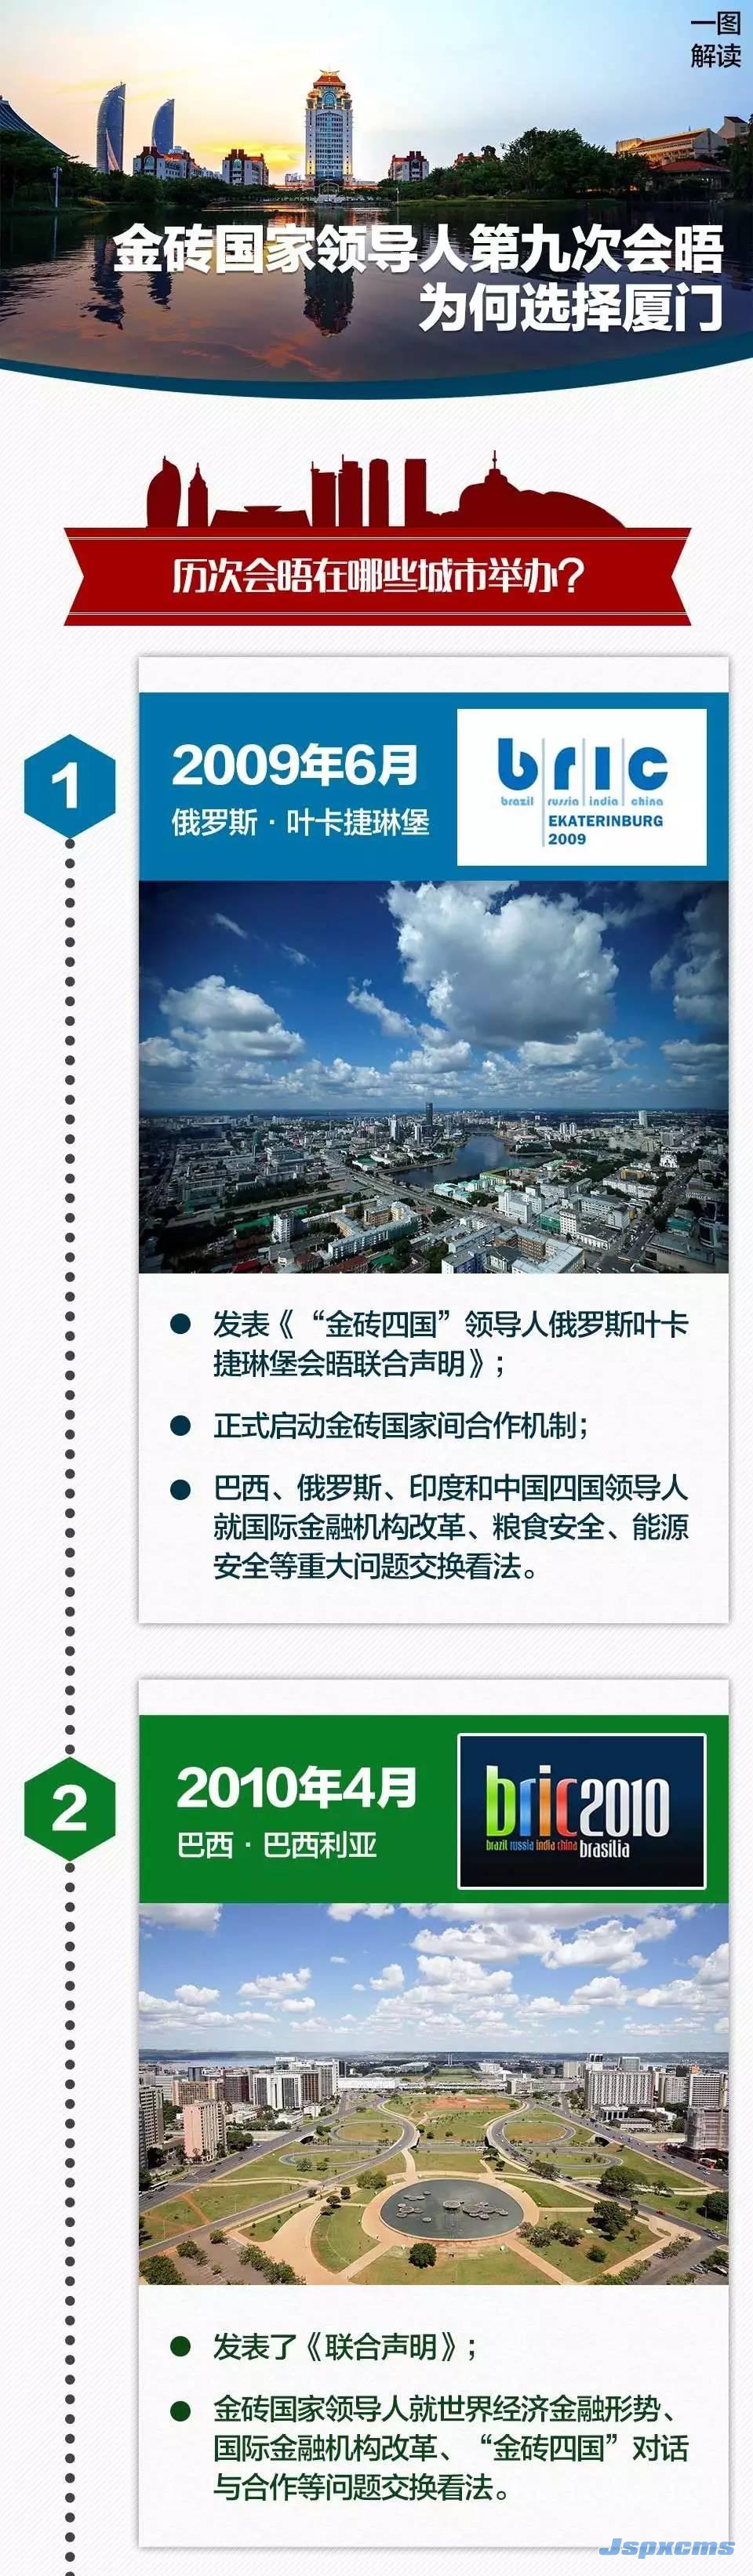 一图
解读
金砖国家领导人第九次会晤
为何选择厦门
历次会晤在哪些城市举办?
1
2009年6月
俄罗斯·叶卡捷琳堡
bric
brazil russia india china
EKATERINBURG
2009
发表《“金砖四国”领导人俄罗斯叶卡
捷琳堡会晤联合声明》;
正式启动金砖国家间合作机制;
巴西、俄罗斯、印度和中国四国领导人
就国际金融机构改革、粮食安全、能源
安全等重大问题交换看法。
2
2010年4月
巴西·巴西利亚
bric2010
brazil russia india china brasilia
发表了《联合声明》;
金砖国家领导人就世界经济金融形势、
国际金融机构改革、“金砖四国”对话
与合作等问题交换看法。
Jspxcms